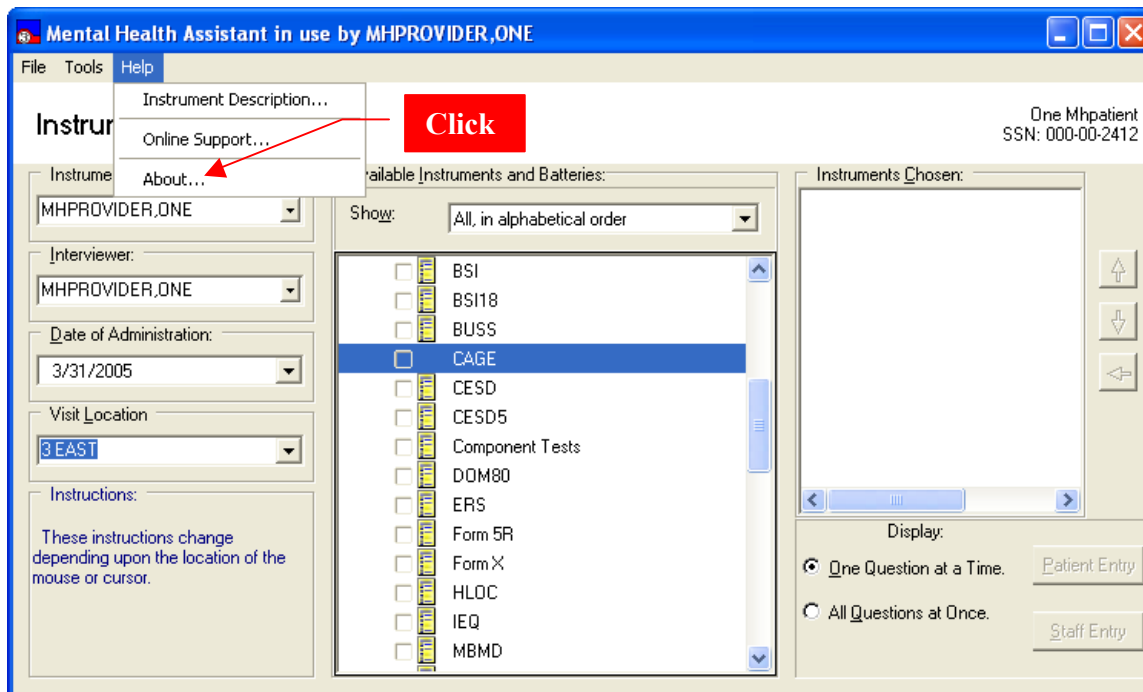 Mental Health Assistant in use by MHPROVIDER,ONE
File Tools Help
Instrument Description...
Online Support...
About...
Click
Instrur
One Mhpatient
SSN: 000-00-2412
Instrume
MHPROVIDER,ONE
Interviewer:
MHPROVIDER,ONE
Date of Administration:
3/31/2005
Visit Location
3 EAST
Instructions:
These instructions change
depending upon the location of the
mouse or cursor.
vailable Instruments and Batteries:
Show: All, in alphabetical order
BSI
BSI18
BUSS
CAGE
CESD
CESD5
Component Tests
DOM80
ERS
Form 5R
Form X
HLOC
IEQ
MBMD
Instruments Chosen:
Display:
One Question at a Time.
All Questions at Once.
Patient Entry
Staff Entry